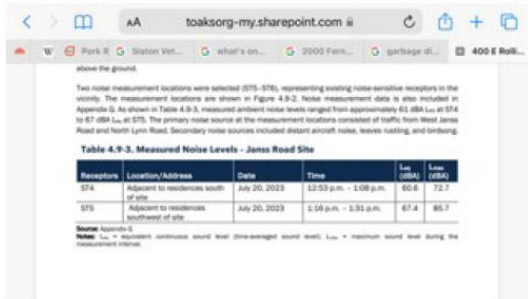 AA
toaksorg-my.sharepoint.com
W
Pork R
Slaton Vet...
what's on...
2000 Fern...
garbage di...
400 E Rolli...
above the ground.
Two noise measurement locations were selected (ST5–ST6), representing existing noise-sensitive receptors in the
vicinity. The measurement locations are shown in Figure 4.9-2. Noise measurement data is also included in
Appendix G. As shown in Table 4.9-3, measured ambient noise levels ranged from approximately 61 dBA Leq at ST4
to 67 dBA Leq at ST5. The primary noise source at the measurement locations consisted of traffic from West Janss
Road and North Lynn Road. Secondary noise sources included distant aircraft noise, leaves rustling, and birdsong.
Table 4.9-3. Measured Noise Levels - Janss Road Site
Receptors Location/Address Date Time Leq (dBA) Lmax (dBA)
ST4 Adjacent to residences south of site July 20, 2023 12:53 p.m. – 1:08 p.m. 60.6 72.7
ST5 Adjacent to residences southwest of site July 20, 2023 1:16 p.m. – 1:31 p.m. 67.4 85.7
Source: Appendix G
Notes: Leq = equivalent continuous sound level (time-averaged sound level); Lmax = maximum sound level during the
measurement interval.